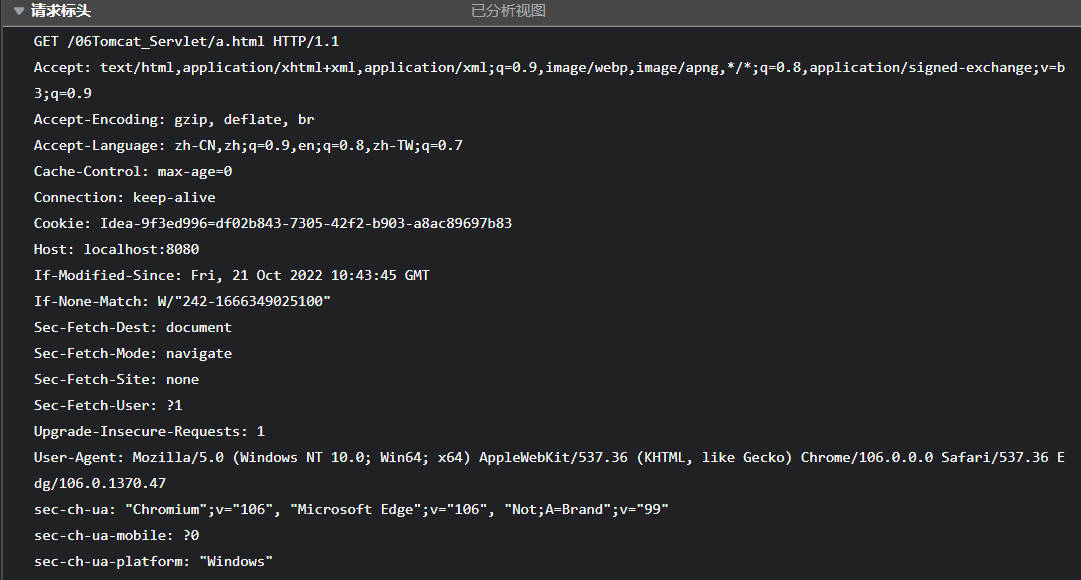 请求标头 已分析视图
GET /06Tomcat_Servlet/a.html HTTP/1.1
Accept: text/html,application/xhtml+xml,application/xml;q=0.9,image/webp,image/apng,*/*;q=0.8,application/signed-exchange;v=b
3;q=0.9
Accept-Encoding: gzip, deflate, br
Accept-Language: zh-CN,zh;q=0.9,en;q=0.8,zh-TW;q=0.7
Cache-Control: max-age=0
Connection: keep-alive
Cookie: Idea-9f3ed996=df02b843-7305-42f2-b903-a8ac89697b83
Host: localhost:8080
If-Modified-Since: Fri, 21 Oct 2022 10:43:45 GMT
If-None-Match: W/"242-1666349025100"
Sec-Fetch-Dest: document
Sec-Fetch-Mode: navigate
Sec-Fetch-Site: none
Sec-Fetch-User: ?1
Upgrade-Insecure-Requests: 1
User-Agent: Mozilla/5.0 (Windows NT 10.0; Win64; x64) AppleWebKit/537.36 (KHTML, like Gecko) Chrome/106.0.0.0 Safari/537.36 E
dg/106.0.1370.47
sec-ch-ua: "Chromium";v="106", "Microsoft Edge";v="106", "Not;A=Brand";v="99"
sec-ch-ua-mobile: ?0
sec-ch-ua-platform: "Windows"